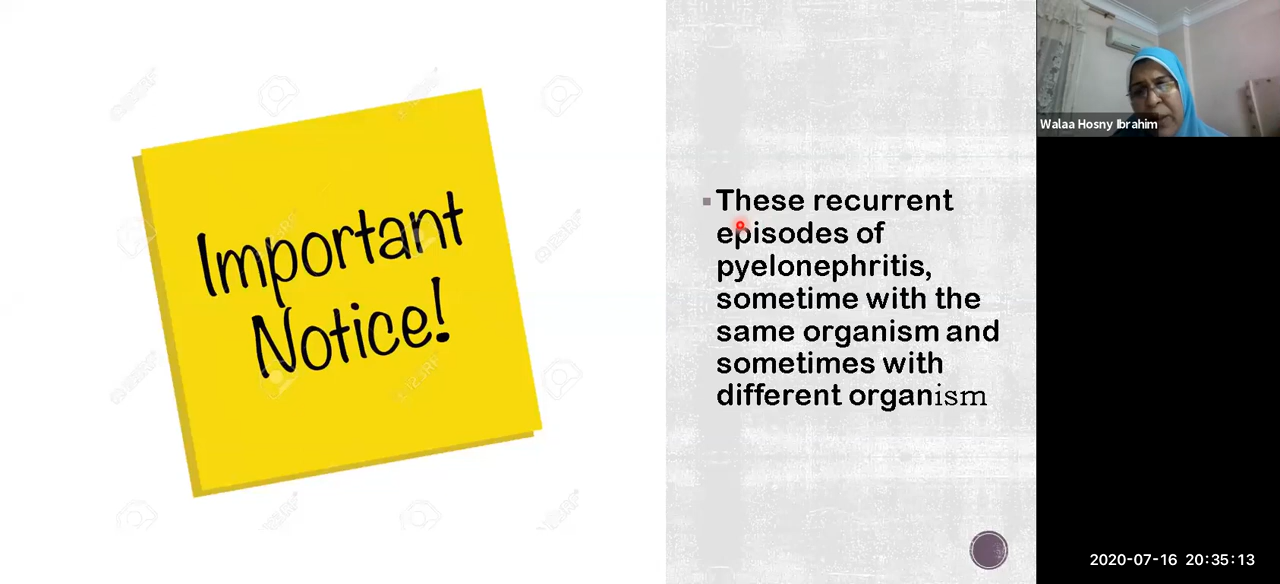 Important
Notice!
These recurrent
episodes of
pyelonephritis,
sometime with the
same organism and
sometimes with
different organism
Walaa Hosny Ibrahim
2020-07-16 20:35:13